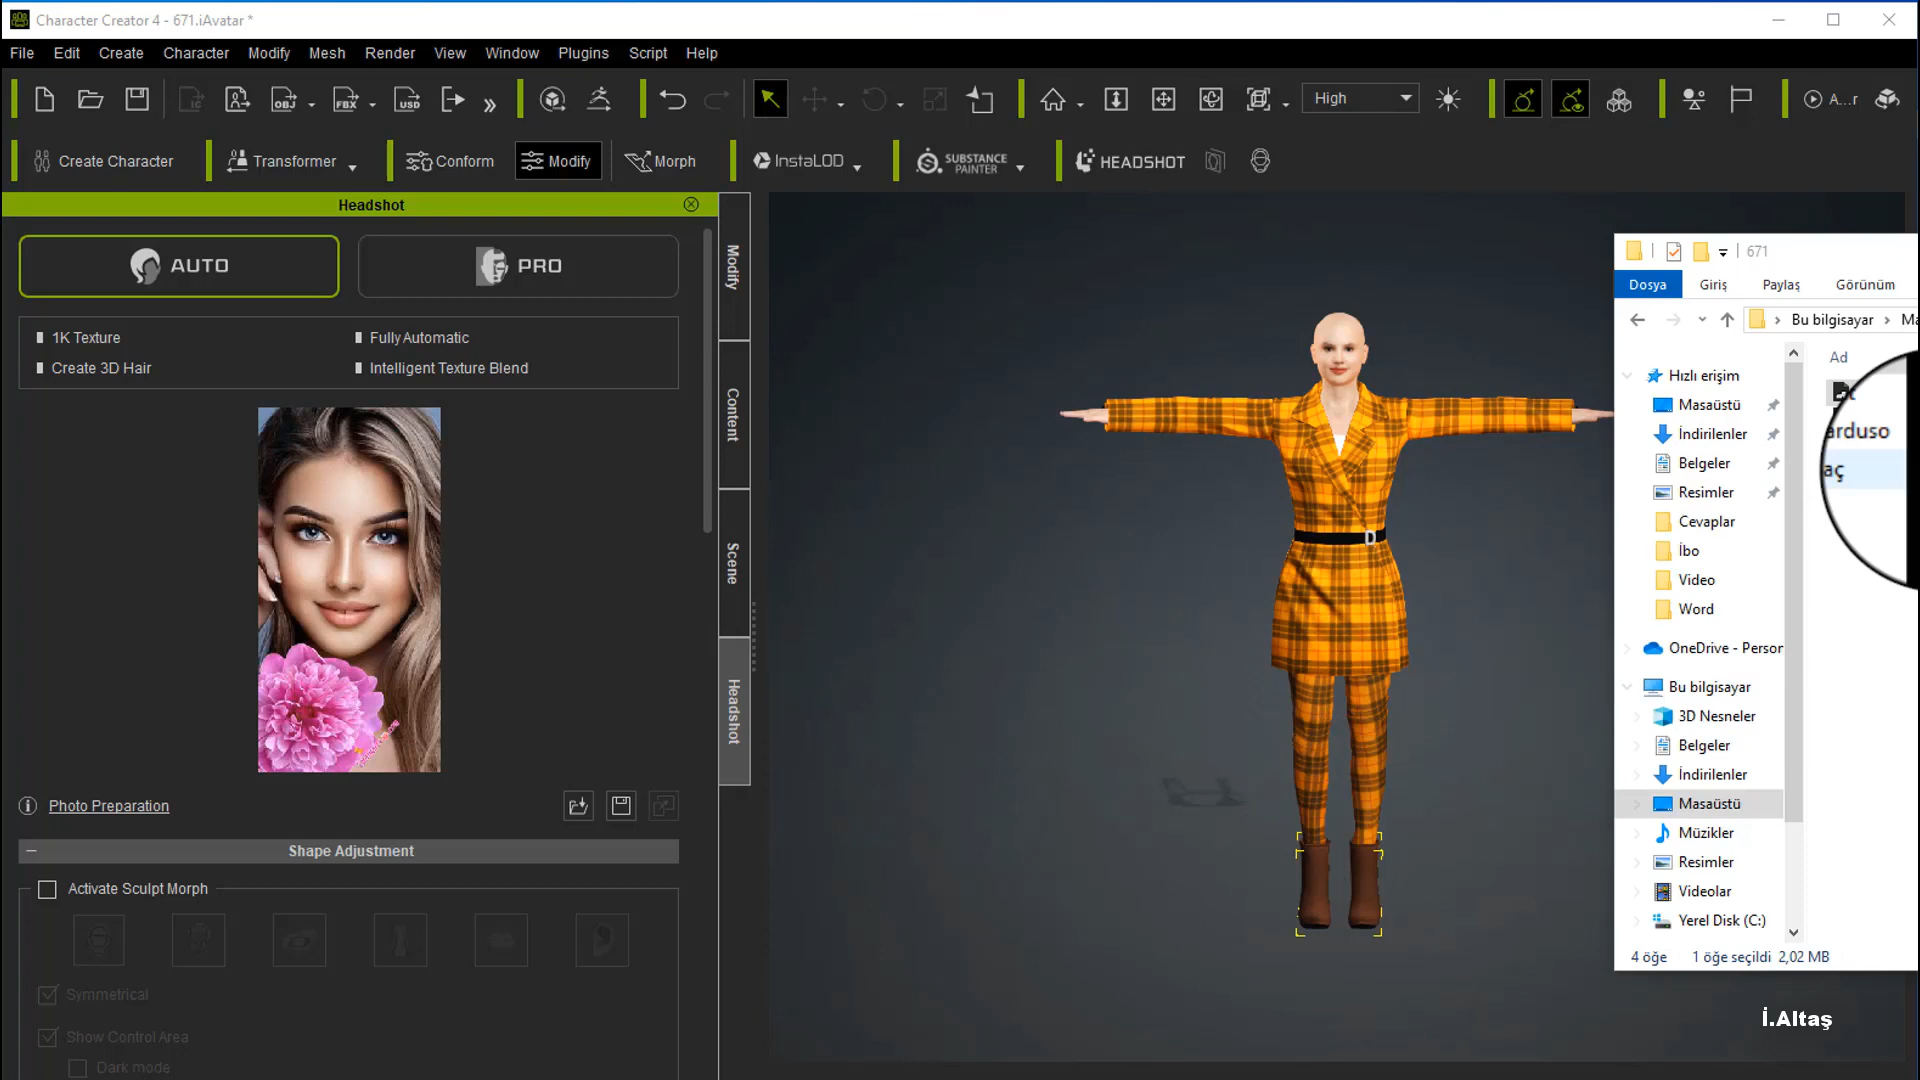 Character Creator 4 - 671.iAvatar *
File Edit Create Character Modify Mesh Render View Window Plugins Script Help
OBJ FBX USD High A...r
Create Character Transformer Conform Modify Morph InstaLOD SUBSTANCE PAINTER HEADSHOT
Headshot
AUTO PRO
1K Texture Fully Automatic
Create 3D Hair Intelligent Texture Blend
Photo Preparation
Shape Adjustment
Activate Sculpt Morph
Symmetrical
Show Control Area
Dark mode
Modify
Content
Scene
Headshot
671
Dosya Giriş Paylaş Görünüm
Bu bilgisayar Ma
Ad
Hızlı erişim
Masaüstü
İndirilenler
Belgeler
Resimler
Cevaplar
İbo
Video
Word
OneDrive - Person
Bu bilgisayar
3D Nesneler
Belgeler
İndirilenler
Masaüstü
Müzikler
Resimler
Videolar
Yerel Disk (C:)
arduso
aç
4 öğe 1 öğe seçildi 2,02 MB
İ.Altaş